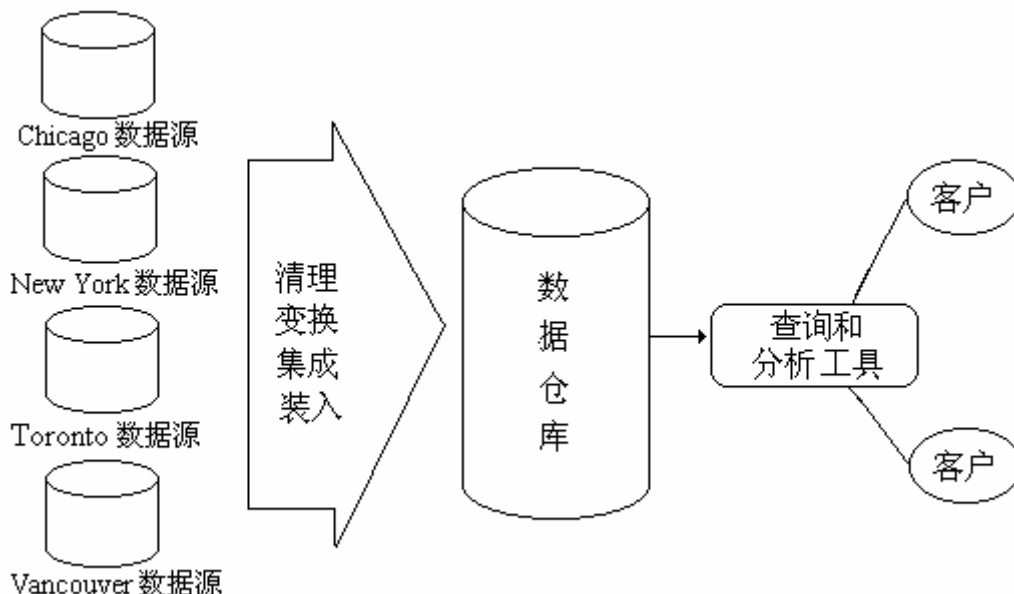 Chicago 数据源
New York 数据源
Toronto 数据源
Vancouver 数据源
清理
变换
集成
装入
数
据
仓
库
查询和
分析工具
客户
客户